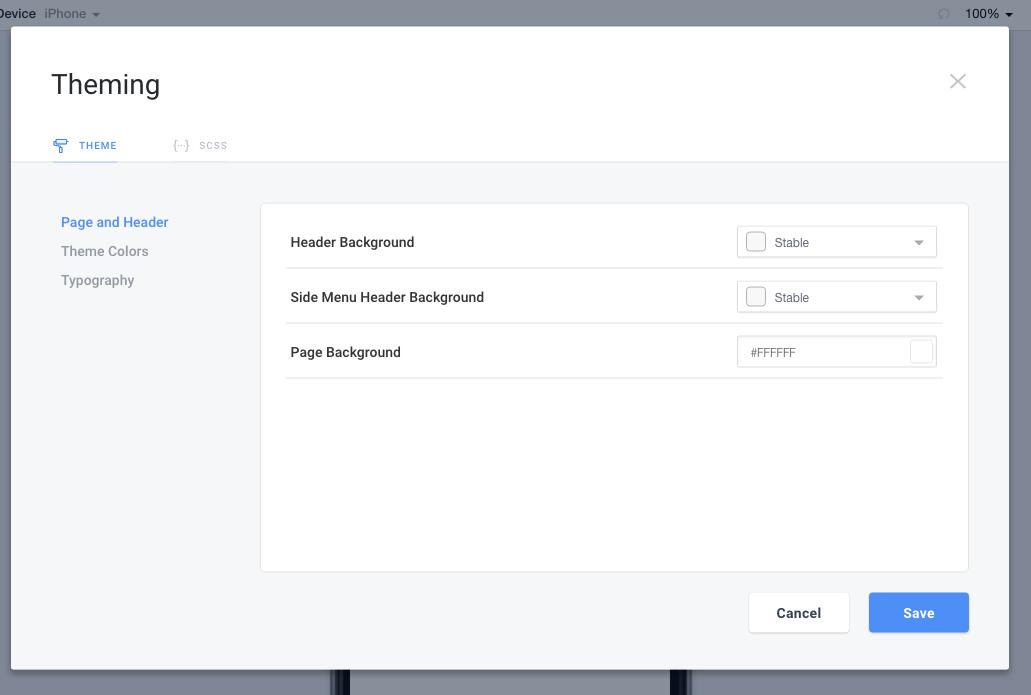 Device iPhone 100%
Theming
THEME {···} SCSS
Page and Header
Theme Colors
Typography
Header Background Stable
Side Menu Header Background Stable
Page Background #FFFFFF
Cancel Save